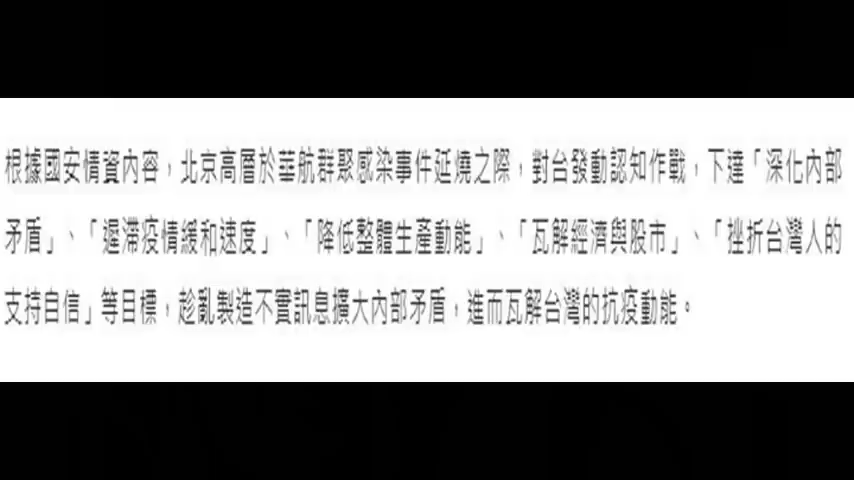 根據國安情資內容，北京高層於華航群聚感染事件延燒之際，對台發動認知作戰，下達「深化內部
矛盾」、「遲滯疫情緩和速度」、「降低整體生產動能」、「瓦解經濟與股市」、「挫折台灣人的
支持自信」等目標，趁亂製造不實訊息擴大內部矛盾，進而瓦解台灣的抗疫動能。